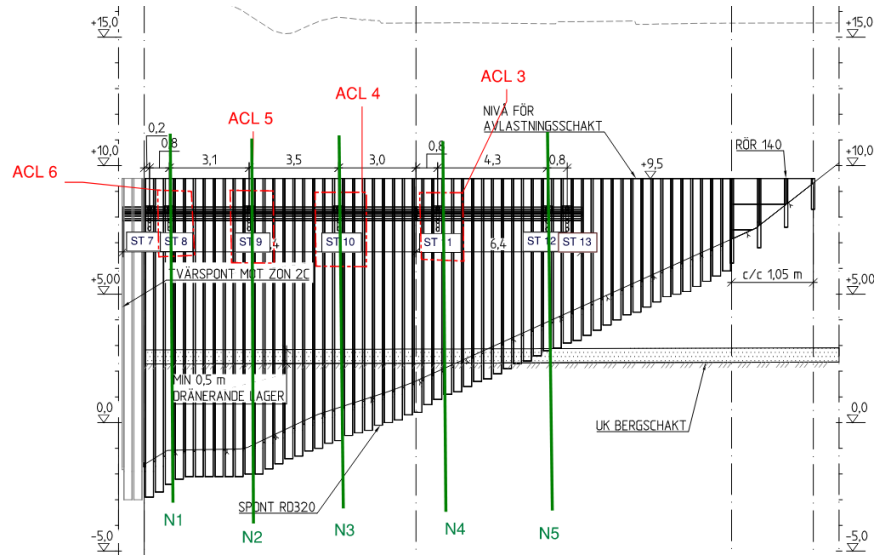 +15,0
+15,0
ACL 3
ACL 4
ACL 5
NIVÅ FÖR
AVLASTNINGSSCHAKT
0,2
0,8
3,1
3,5
3,0
0,8
4,3
0,8
RÖR 140
+10,0
+10,0
+9,5
ACL 6
ST 7
ST 8
ST 9
ST 10
ST 1
ST 12
ST 13
,4
6,4
TVÄRSPONT MOT ZON 2C
c/c 1,05 m
+5,00
+5,00
MIN 0,5 m
DRÄNERANDE LAGER
0,0
0,0
UK BERGSCHAKT
SPONT RD320
N1
N2
N3
N4
N5
-5,0
-5,0